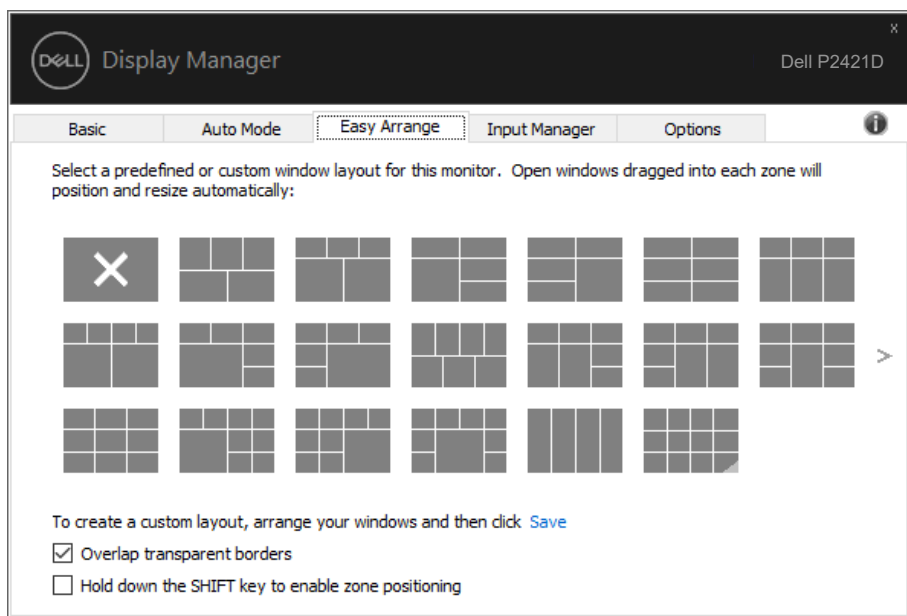 x
DELL Display Manager
Dell P2421D
Basic Auto Mode Easy Arrange Input Manager Options i
Select a predefined or custom window layout for this monitor. Open windows dragged into each zone will
position and resize automatically:
>
To create a custom layout, arrange your windows and then click Save
Overlap transparent borders
Hold down the SHIFT key to enable zone positioning